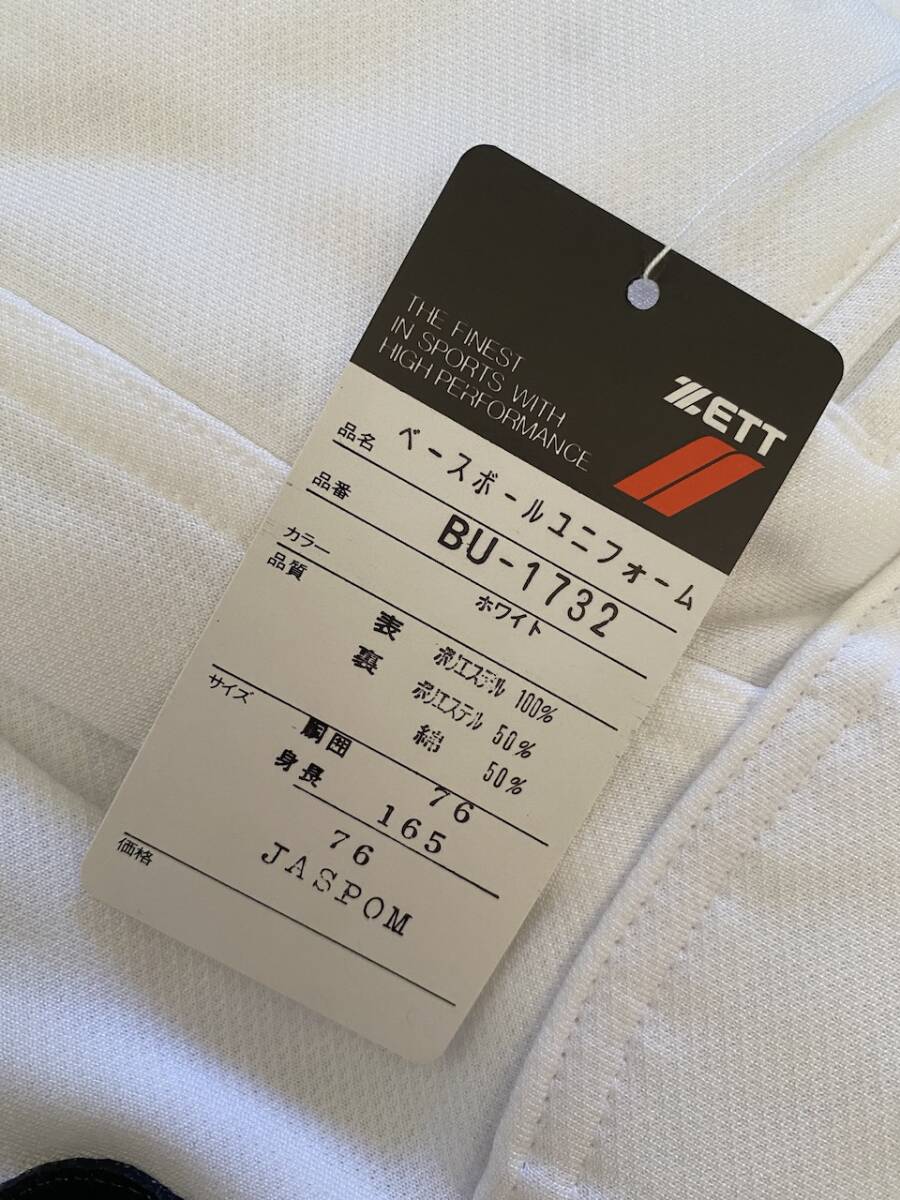 THE FINEST
IN SPORTS WITH
HIGH PERFORMANCE
ZETT
品名 ベースボールユニフォーム
品番 BU-1732
カラー ホワイト
品質
表 ポリエステル 100%
裏 ポリエステル 50%
綿 50%
サイズ
胴囲 76
身長 165
76
JASPOM
価格